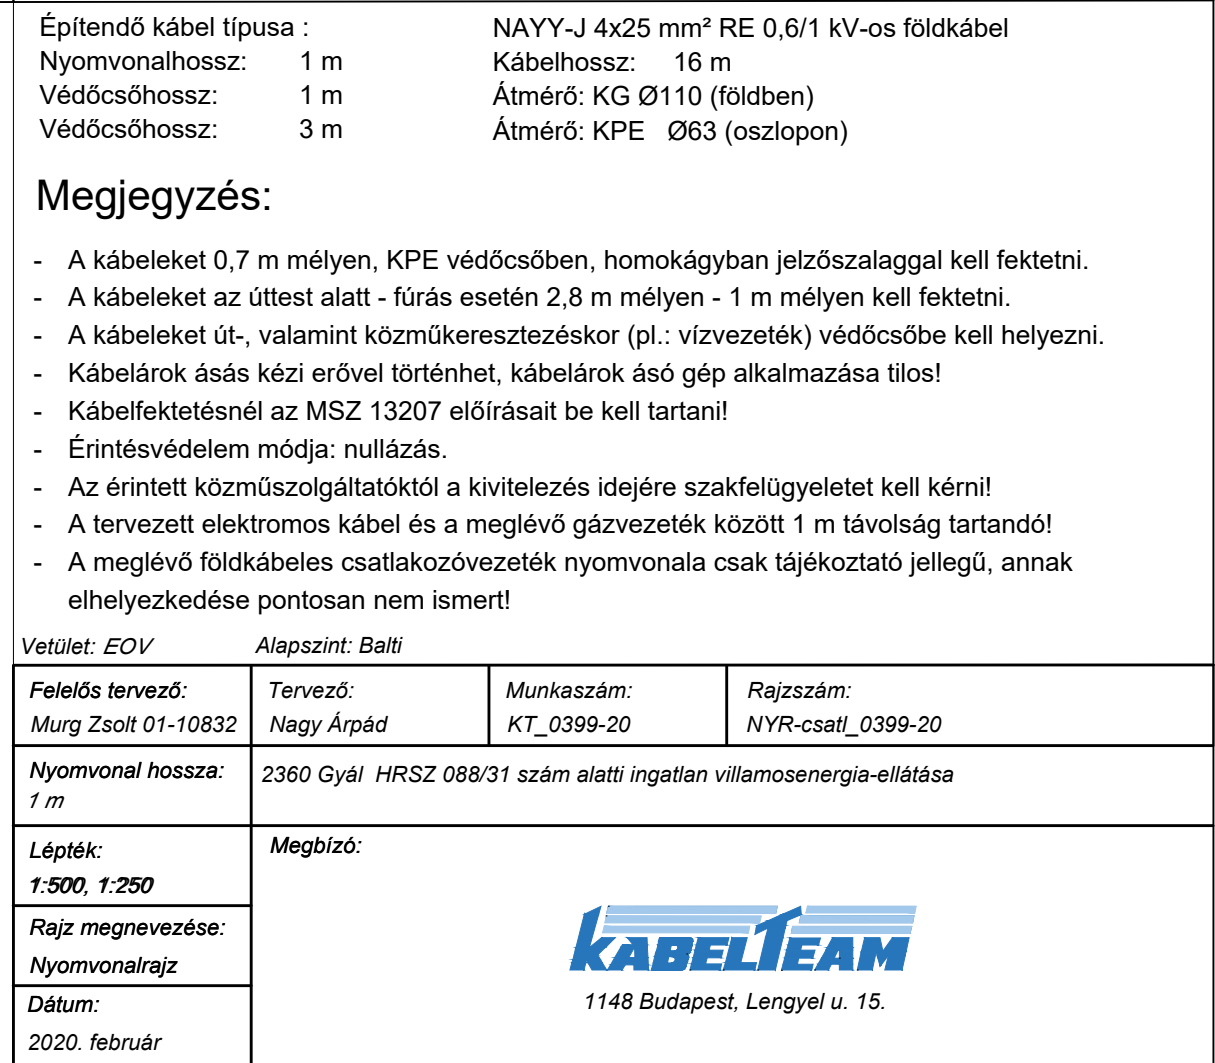 Építendő kábel típusa : NAYY-J 4x25 mm² RE 0,6/1 kV-os földkábel
Nyomvonalhossz: 1 m Kábelhossz: 16 m
Védőcsőhossz: 1 m Átmérő: KG Ø110 (földben)
Védőcsőhossz: 3 m Átmérő: KPE Ø63 (oszlopon)
Megjegyzés:
- A kábeleket 0,7 m mélyen, KPE védőcsőben, homokágyban jelzőszalaggal kell fektetni.
- A kábeleket az úttest alatt - fúrás esetén 2,8 m mélyen - 1 m mélyen kell fektetni.
- A kábeleket út-, valamint közműkeresztezéskor (pl.: vízvezeték) védőcsőbe kell helyezni.
- Kábelárok ásás kézi erővel történhet, kábelárok ásó gép alkalmazása tilos!
- Kábelfektetésnél az MSZ 13207 előírásait be kell tartani!
- Érintésvédelem módja: nullázás.
- Az érintett közműszolgáltatóktól a kivitelezés idejére szakfelügyeletet kell kérni!
- A tervezett elektromos kábel és a meglévő gázvezeték között 1 m távolság tartandó!
- A meglévő földkábeles csatlakozóvezeték nyomvonala csak tájékoztató jellegű, annak
elhelyezkedése pontosan nem ismert!
Vetület: EOV Alapszint: Balti
Felelős tervező: Tervező: Munkaszám: Rajzszám:
Murg Zsolt 01-10832 Nagy Árpád KT_0399-20 NYR-csatl_0399-20
Nyomvonal hossza: 2360 Gyál HRSZ 088/31 szám alatti ingatlan villamosenergia-ellátása
1 m
Lépték: Megbízó:
1:500, 1:250
Rajz megnevezése:
Nyomvonalrajz
KABELTEAM
Dátum: 1148 Budapest, Lengyel u. 15.
2020. február